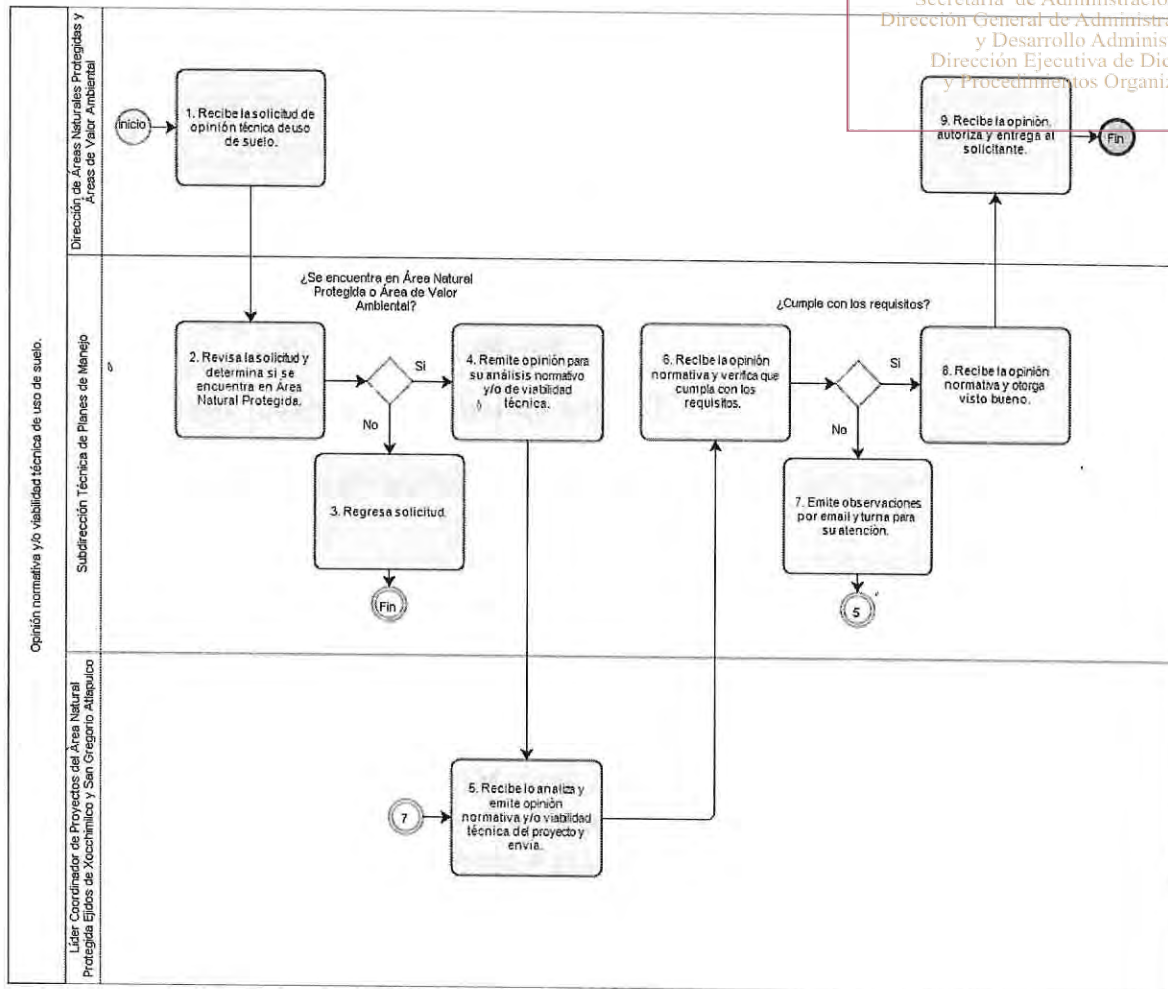 Secretaría de Administración
Dirección General de
y Desarrollo
Dirección Ejecutiva de
y Procedimientos
Opinión normativa y/o viabilidad técnica de uso de suelo.
Dirección de Áreas Naturales Protegidas y
Áreas de Valor Ambiental
Inicio
1. Recibe la solicitud de
opinión técnica de uso
de suelo.
9. Recibe la opinión,
autoriza y entrega al
solicitante.
Fin
Subdirección Técnica de Planes de Manejo
¿Se encuentra en Área Natural
Protegida o Área de Valor
Ambiental?
2. Revisa la solicitud y
determina si se
encuentra en Área
Natural Protegida.
Si
No
4. Remite opinión para
su análisis normativo
y/o de viabilidad
técnica.
3. Regresa solicitud.
Fin
6. Recibe la opinión
normativa y verifica que
cumpla con los
requisitos.
¿Cumple con los requisitos?
Si
No
8. Recibe la opinión
normativa y otorga
visto bueno.
7. Emite observaciones
por email y turna para
su atención.
5
Líder Coordinador de Proyectos del Área Natural
Protegida Ejidos de Xocchimilco y San Gregorio Atlapulco
7
5. Recibe lo analiza y
emite opinión
normativa y/o viabilidad
técnica del proyecto y
envía.